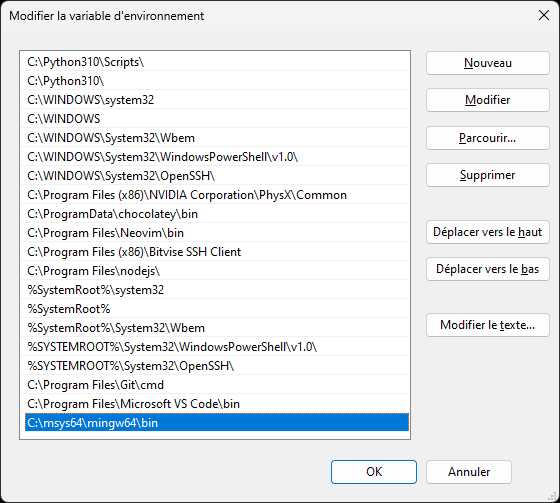 Modifier la variable d'environnement
C:\Python310\Scripts\
Nouveau
C:\Python310\
C:\WINDOWS\system32
Modifier
C:\WINDOWS
C:\WINDOWS\System32\Wbem
Parcourir...
C:\WINDOWS\System32\WindowsPowerShell\v1.0\
C:\WINDOWS\System32\OpenSSH\
Supprimer
C:\Program Files (x86)\NVIDIA Corporation\PhysX\Common
C:\ProgramData\chocolatey\bin
C:\Program Files\Neovim\bin
Déplacer vers le haut
C:\Program Files (x86)\Bitvise SSH Client
C:\Program Files\nodejs\
Déplacer vers le bas
%SystemRoot%\system32
%SystemRoot%
%SystemRoot%\System32\Wbem
Modifier le texte...
%SYSTEMROOT%\System32\WindowsPowerShell\v1.0\
%SYSTEMROOT%\System32\OpenSSH\
C:\Program Files\Git\cmd
C:\Program Files\Microsoft VS Code\bin
C:\msys64\mingw64\bin
OK
Annuler